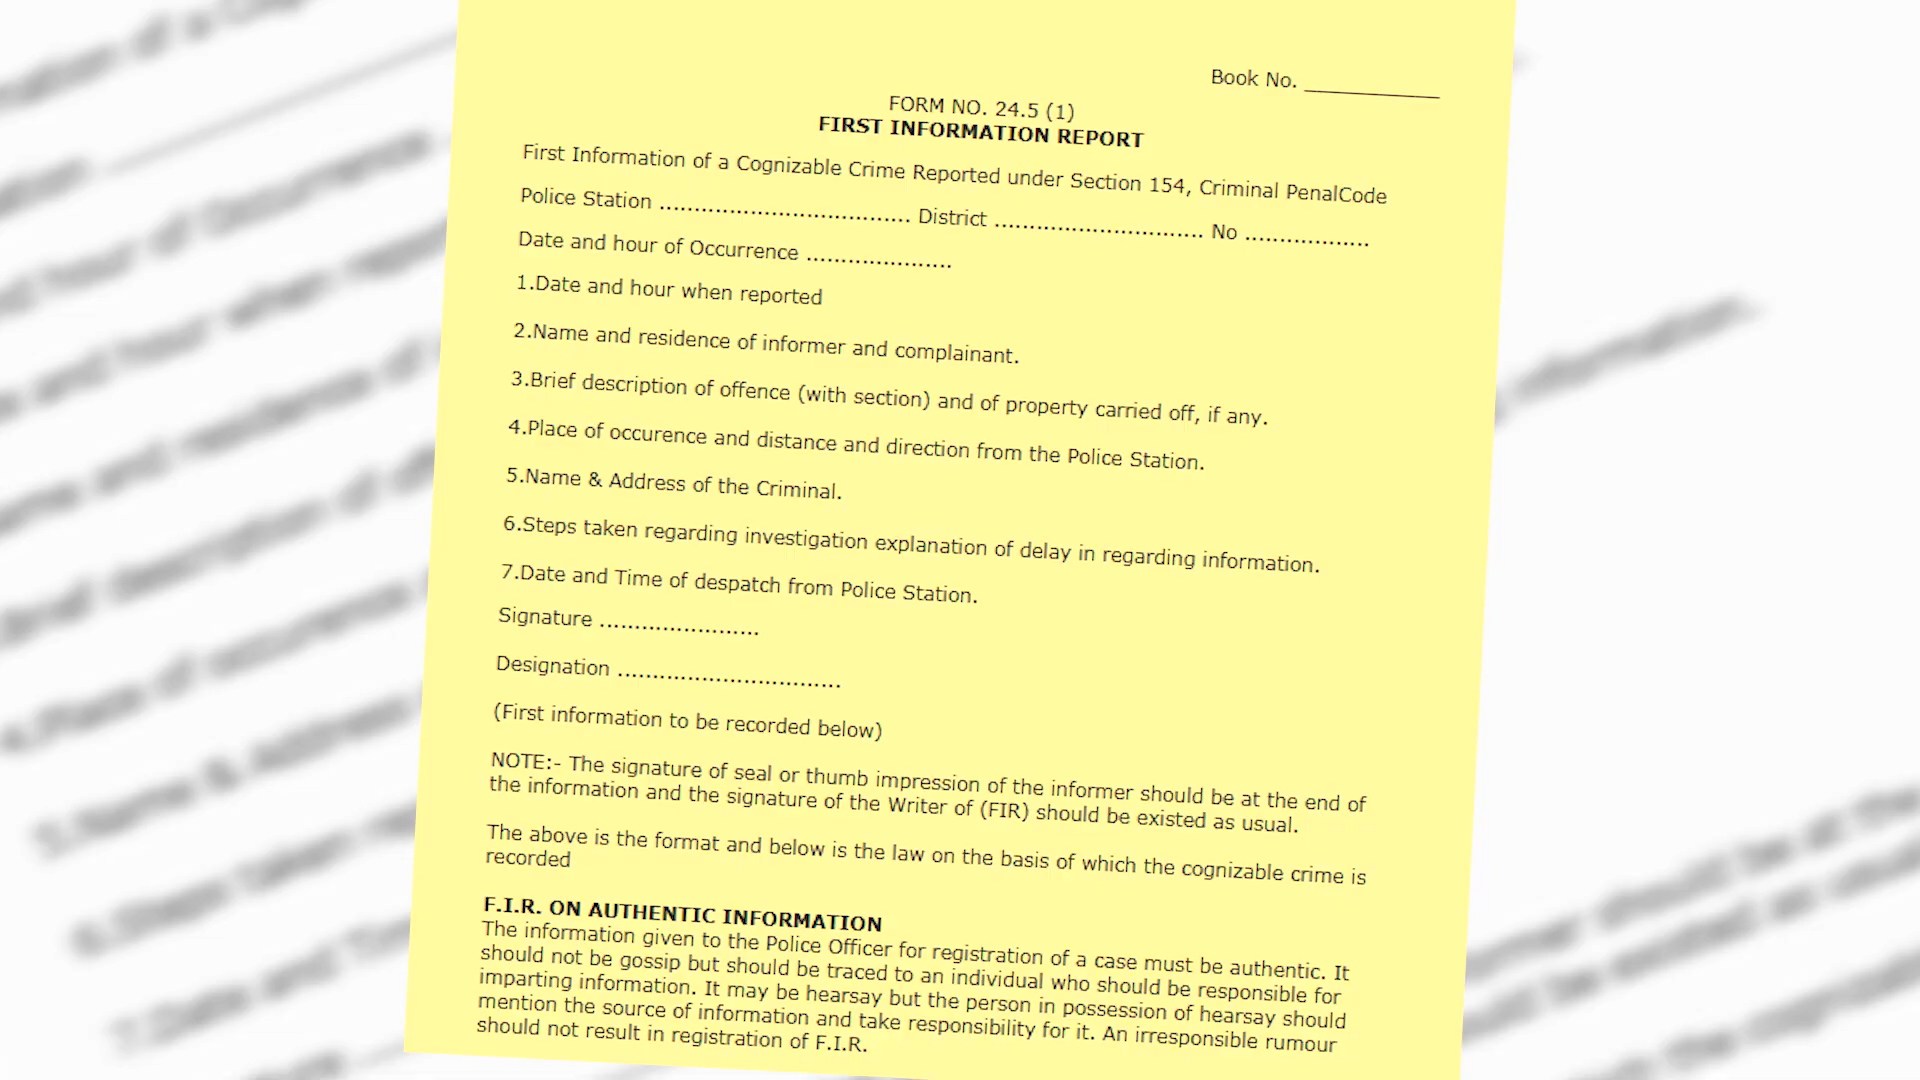 Book No. ____________
FORM NO. 24.5 (1)
FIRST INFORMATION REPORT
First Information of a Cognizable Crime Reported under Section 154, Criminal PenalCode
Police Station .................................... District .............................. No ..................
Date and hour of Occurrence .....................
1.Date and hour when reported
2.Name and residence of informer and complainant.
3.Brief description of offence (with section) and of property carried off, if any.
4.Place of occurence and distance and direction from the Police Station.
5.Name & Address of the Criminal.
6.Steps taken regarding investigation explanation of delay in regarding information.
7.Date and Time of despatch from Police Station.
Signature .......................
Designation ................................
(First information to be recorded below)
NOTE:- The signature of seal or thumb impression of the informer should be at the end of
the information and the signature of the Writer of (FIR) should be existed as usual.
The above is the format and below is the law on the basis of which the cognizable crime is
recorded
F.I.R. ON AUTHENTIC INFORMATION
The information given to the Police Officer for registration of a case must be authentic. It
should not be gossip but should be traced to an individual who should be responsible for
imparting information. It may be hearsay but the person in possession of hearsay should
mention the source of information and take responsibility for it. An irresponsible rumour
should not result in registration of F.I.R.